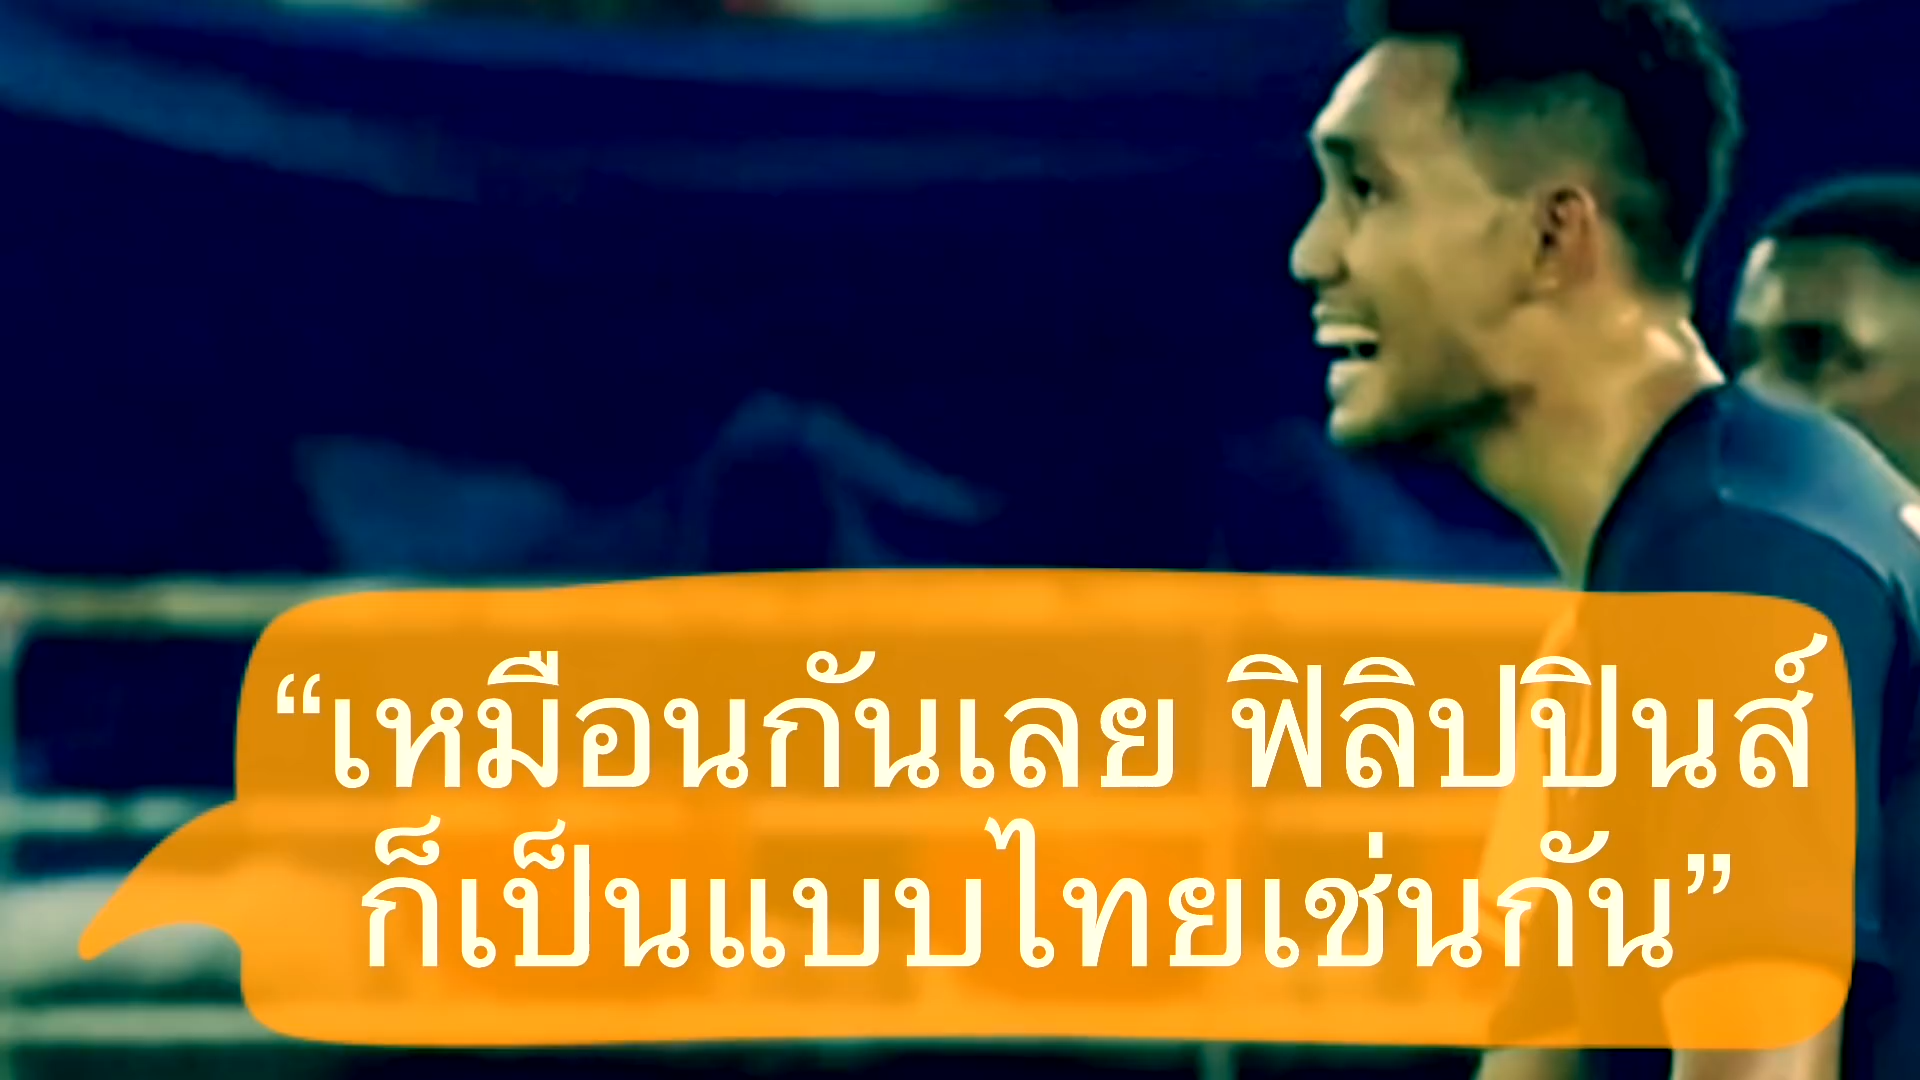 “เหมือนกันเลย ฟิลิปปินส์
ก็เป็นแบบไทยเช่นกัน”